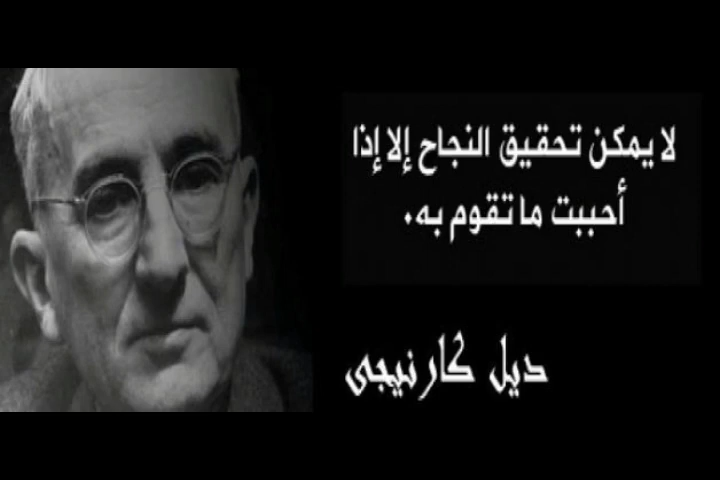 لا يمكن تحقيق النجاح إلا إذا
أحببت ما تقوم به.
ديل كارنيجى